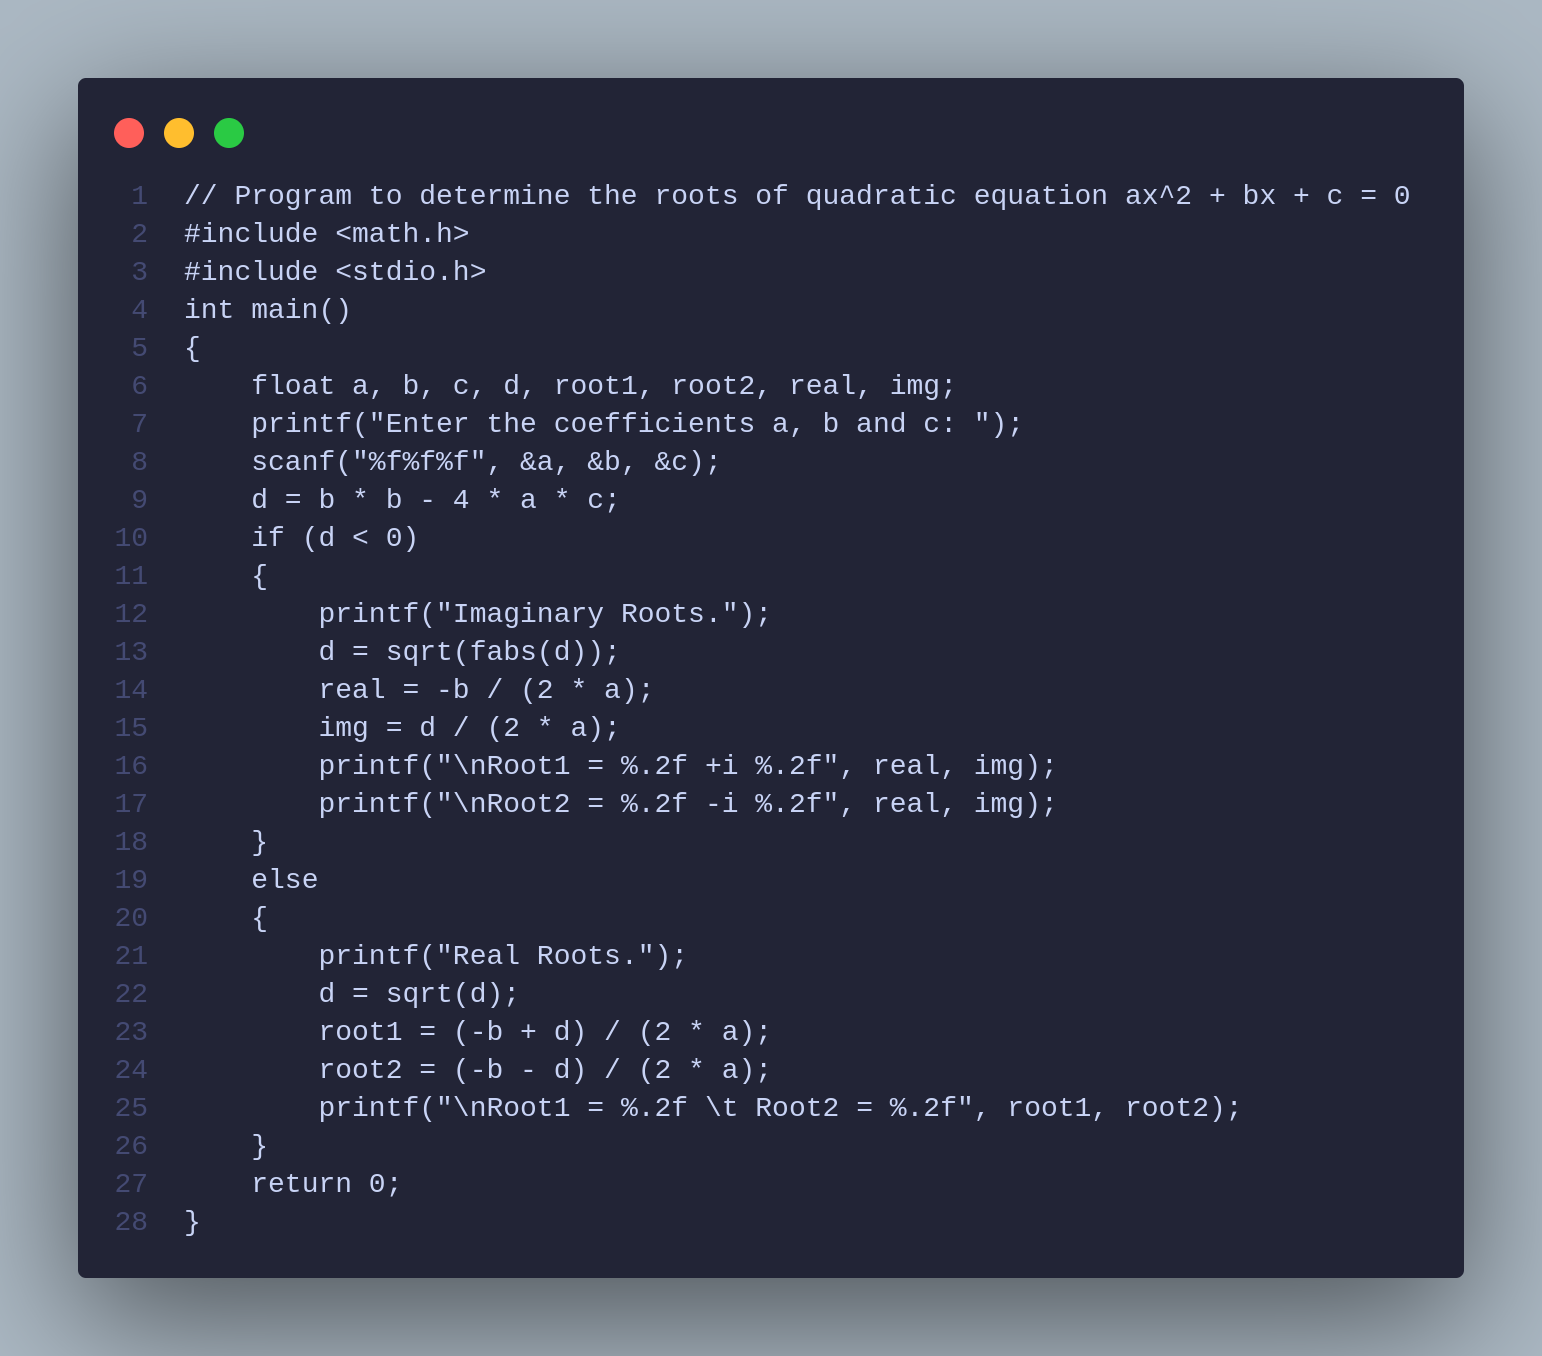 1 // Program to determine the roots of quadratic equation ax^2 + bx + c = 0
2 #include <math.h>
3 #include <stdio.h>
4 int main()
5 {
6     float a, b, c, d, root1, root2, real, img;
7     printf("Enter the coefficients a, b and c: ");
8     scanf("%f%f%f", &a, &b, &c);
9     d = b * b - 4 * a * c;
10     if (d < 0)
11     {
12         printf("Imaginary Roots.");
13         d = sqrt(fabs(d));
14         real = -b / (2 * a);
15         img = d / (2 * a);
16         printf("\nRoot1 = %.2f +i %.2f", real, img);
17         printf("\nRoot2 = %.2f -i %.2f", real, img);
18     }
19     else
20     {
21         printf("Real Roots.");
22         d = sqrt(d);
23         root1 = (-b + d) / (2 * a);
24         root2 = (-b - d) / (2 * a);
25         printf("\nRoot1 = %.2f \t Root2 = %.2f", root1, root2);
26     }
27     return 0;
28 }